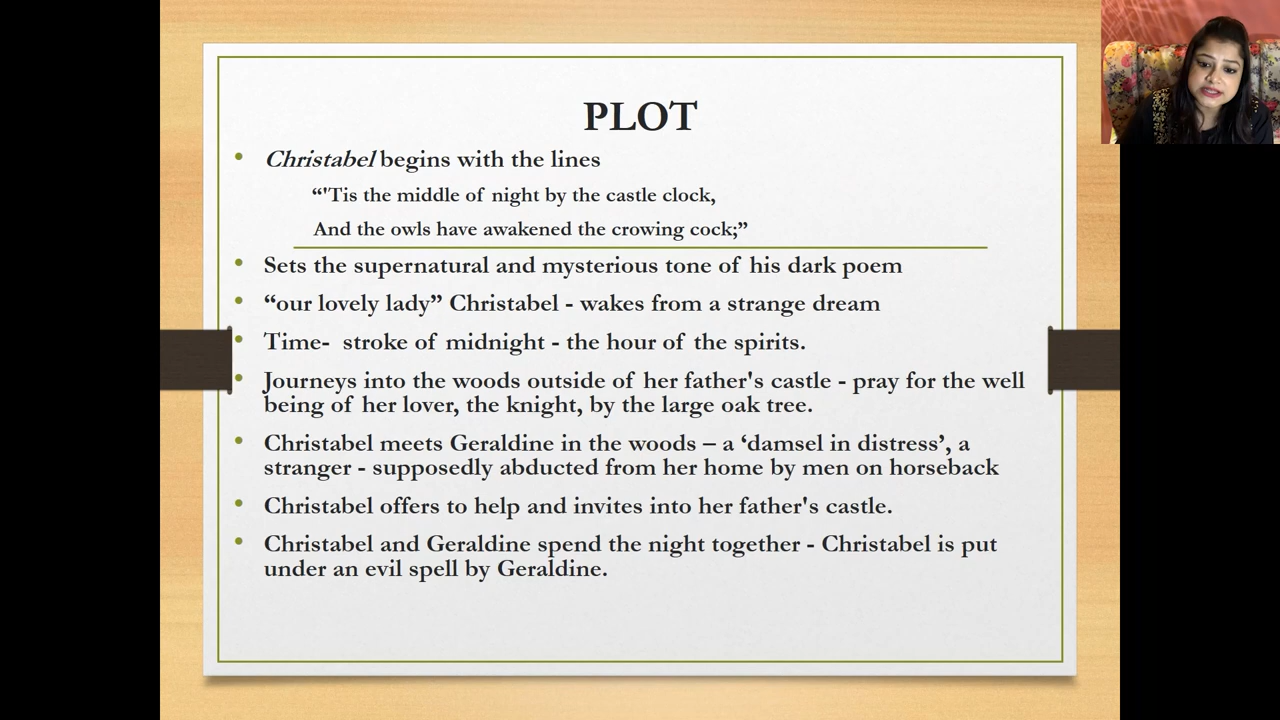 PLOT
• Christabel begins with the lines
“'Tis the middle of night by the castle clock,
And the owls have awakened the crowing cock;”
• Sets the supernatural and mysterious tone of his dark poem
• “our lovely lady” Christabel - wakes from a strange dream
• Time-  stroke of midnight - the hour of the spirits.
• Journeys into the woods outside of her father's castle - pray for the well
being of her lover, the knight, by the large oak tree.
• Christabel meets Geraldine in the woods – a ‘damsel in distress’, a
stranger - supposedly abducted from her home by men on horseback
• Christabel offers to help and invites into her father's castle.
• Christabel and Geraldine spend the night together - Christabel is put
under an evil spell by Geraldine.